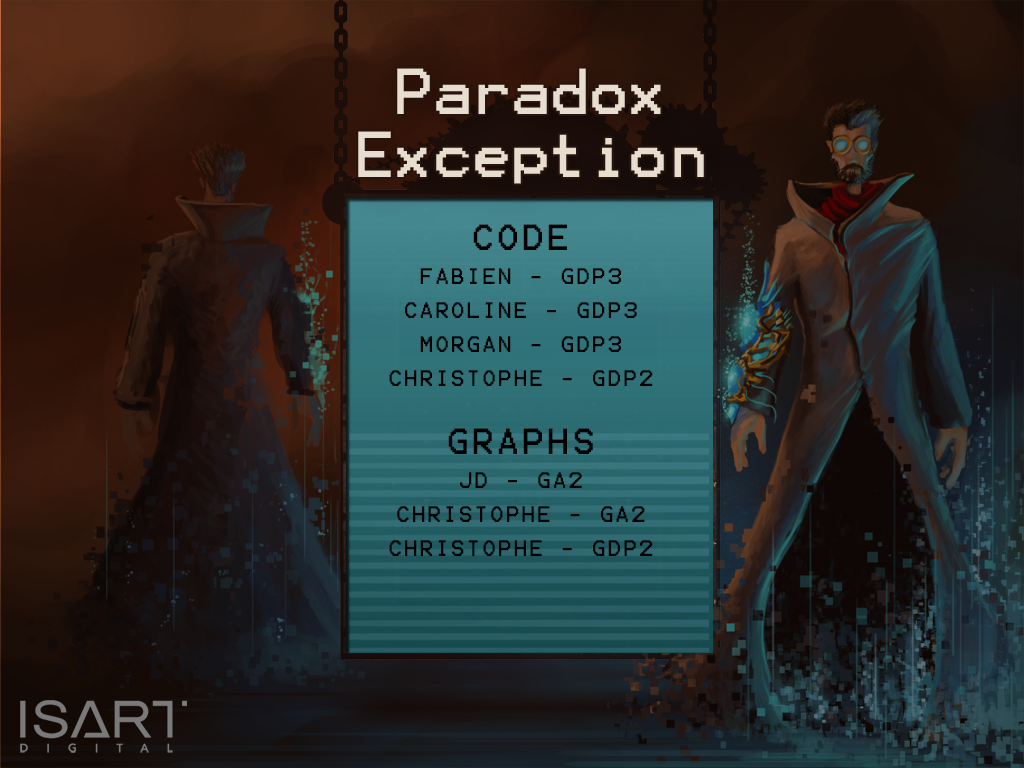 Paradox
Exception
CODE
FABIEN - GDP3
CAROLINE - GDP3
MORGAN - GDP3
CHRISTOPHE - GDP2
GRAPHS
JD - GA2
CHRISTOPHE - GA2
CHRISTOPHE - GDP2
ISART
DIGITAL